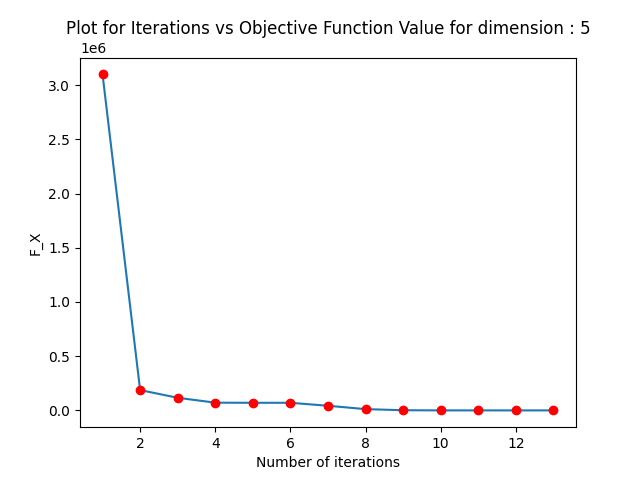 Plot for Iterations vs Objective Function Value for dimension : 5
1e6
3.0
2.5
2.0
1.5
1.0
0.5
0.0
F_X
2 4 6 8 10 12
Number of iterations